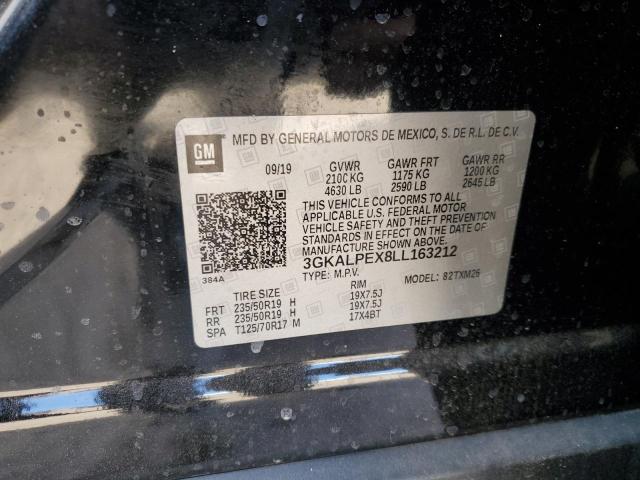 GM
MFD BY GENERAL MOTORS DE MEXICO, S. DE R.L. DE C.V.
09/19 GVWR GAWR FRT GAWR RR
2100 KG 1175 KG 1200 KG
4630 LB 2590 LB 2645 LB
THIS VEHICLE CONFORMS TO ALL
APPLICABLE U.S. FEDERAL MOTOR
VEHICLE SAFETY AND THEFT PREVENTION
STANDARDS IN EFFECT ON THE DATE OF
MANUFACTURE SHOWN ABOVE.
384A
3GKALPEX8LL163212
TYPE: M.P.V. MODEL: 82TXM26
TIRE SIZE RIM
FRT 235/50R19 H 19X7.5J
RR 235/50R19 H 19X7.5J
SPA T125/70R17 M 17X4BT